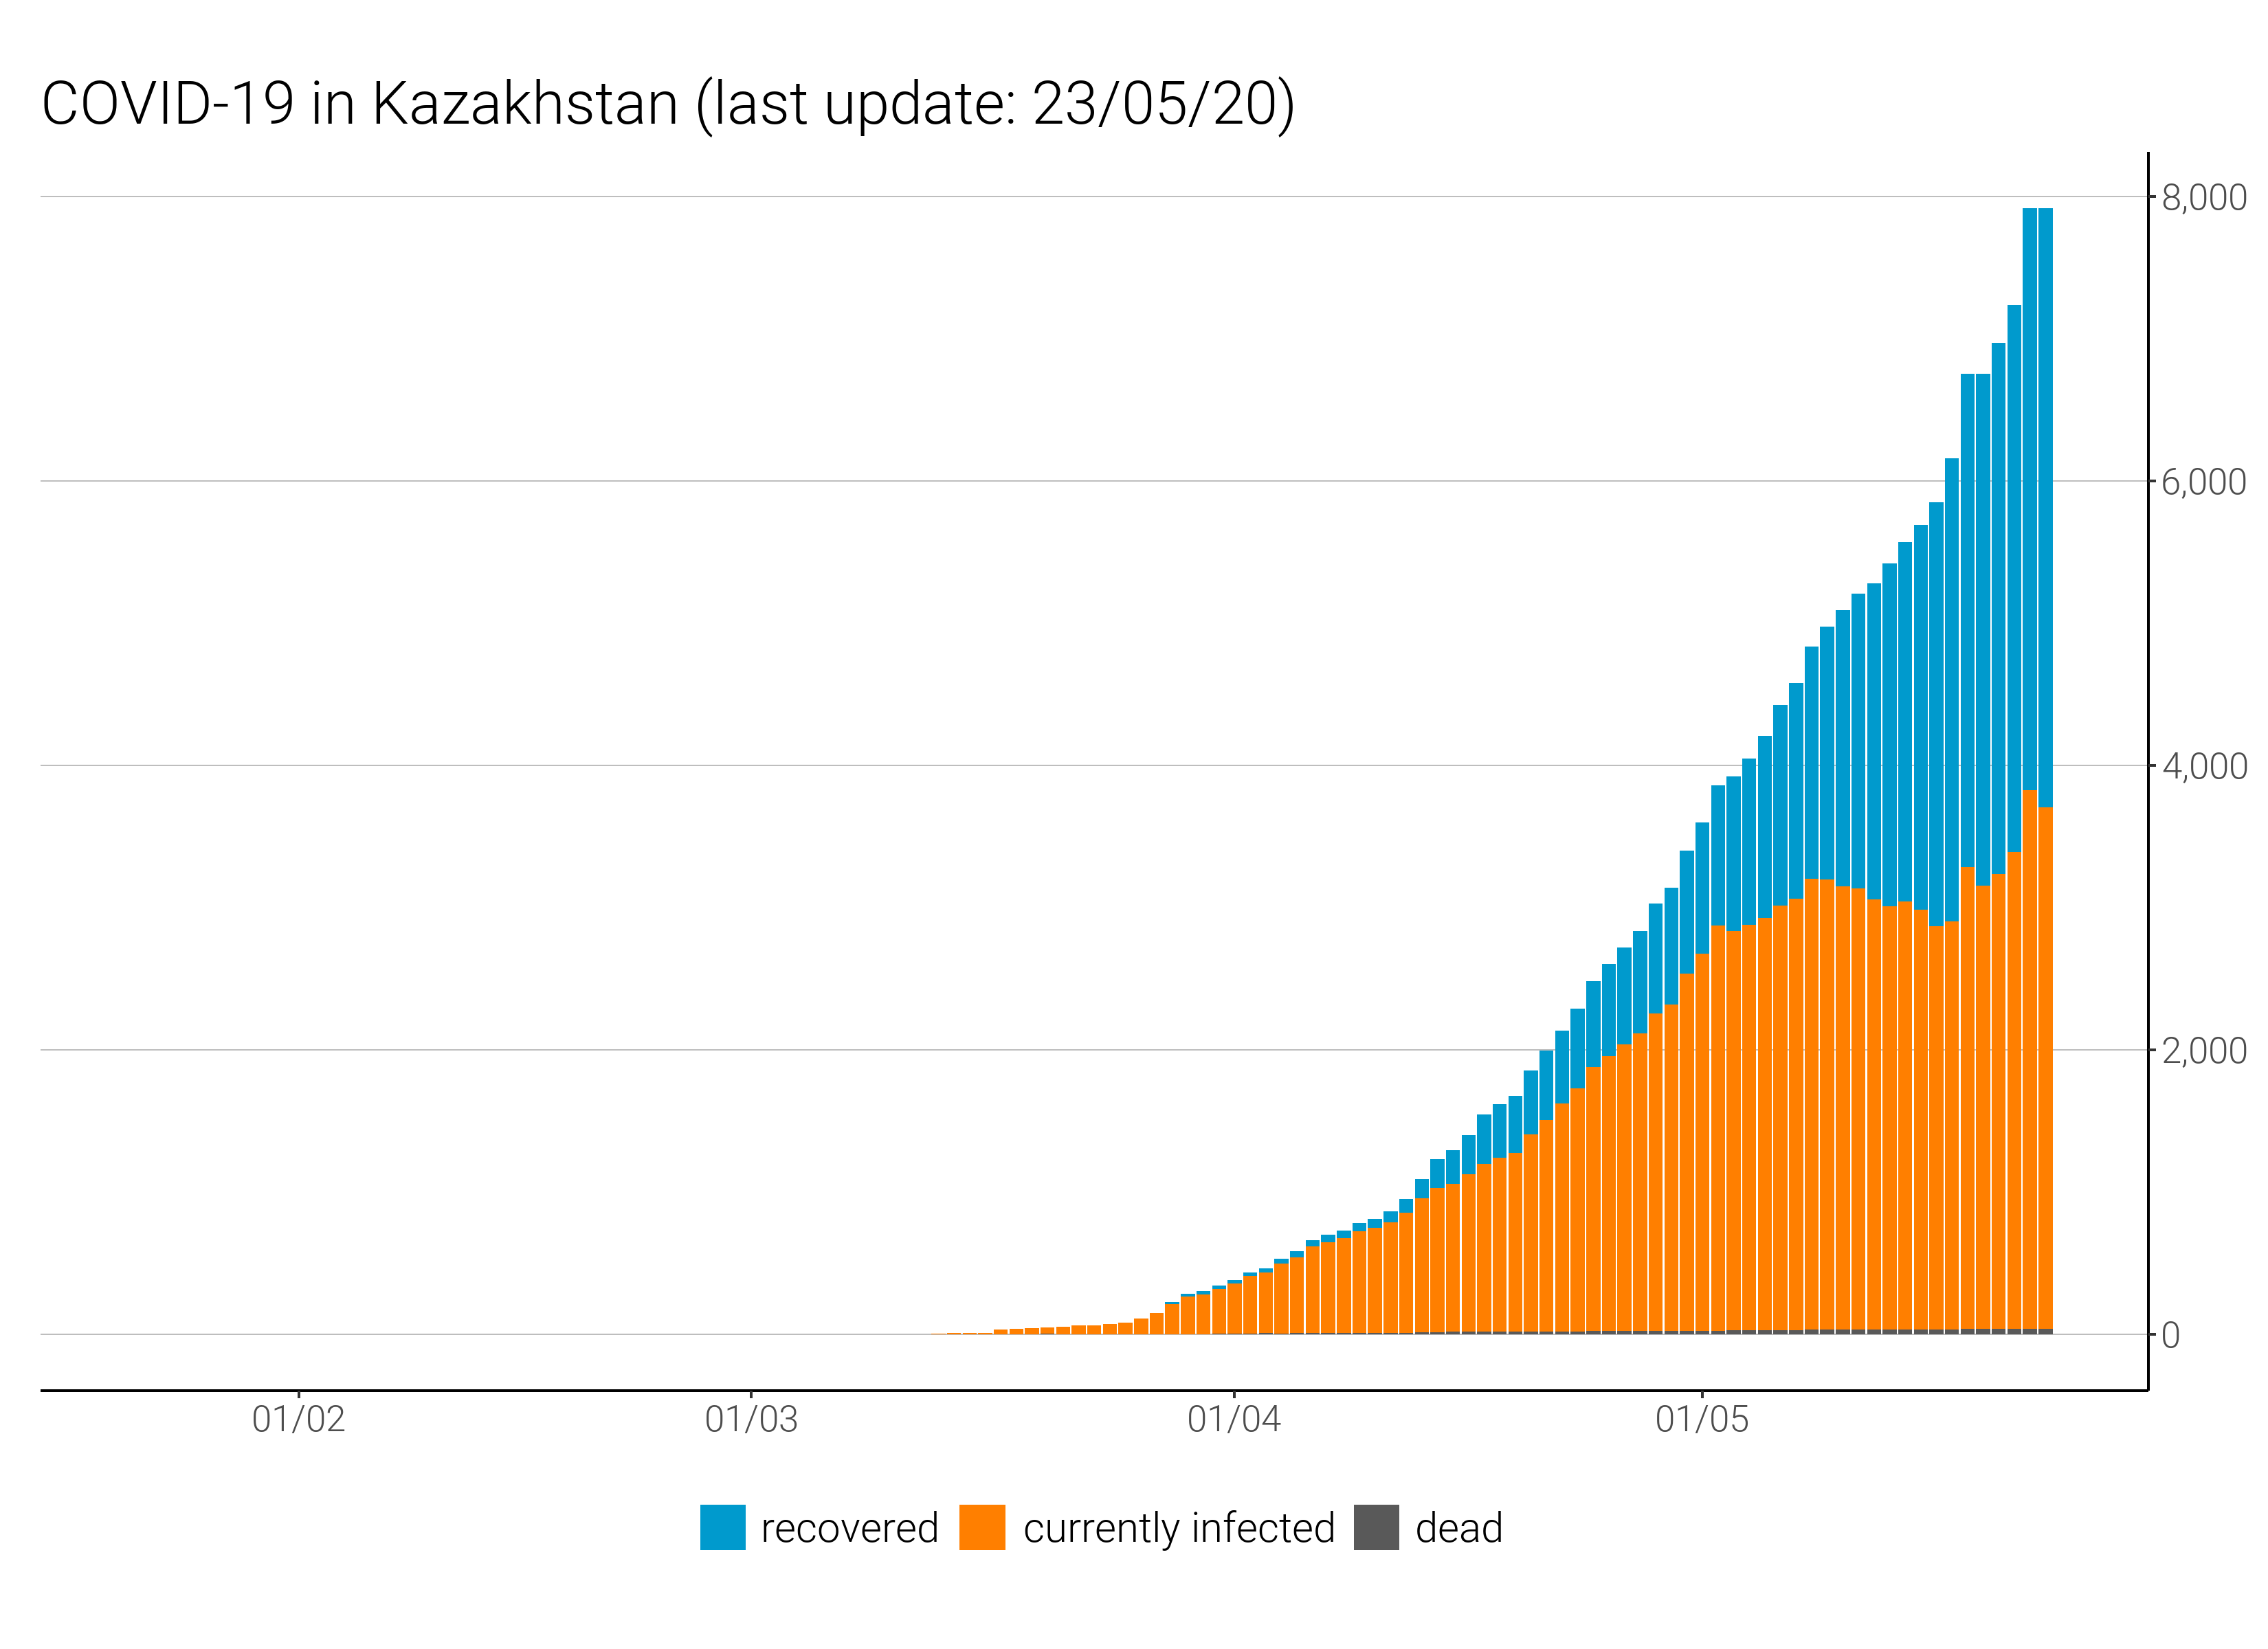 COVID-19 in Kazakhstan (last update: 23/05/20)
8,000
6,000
4,000
2,000
0
01/02 01/03 01/04 01/05
recovered currently infected dead